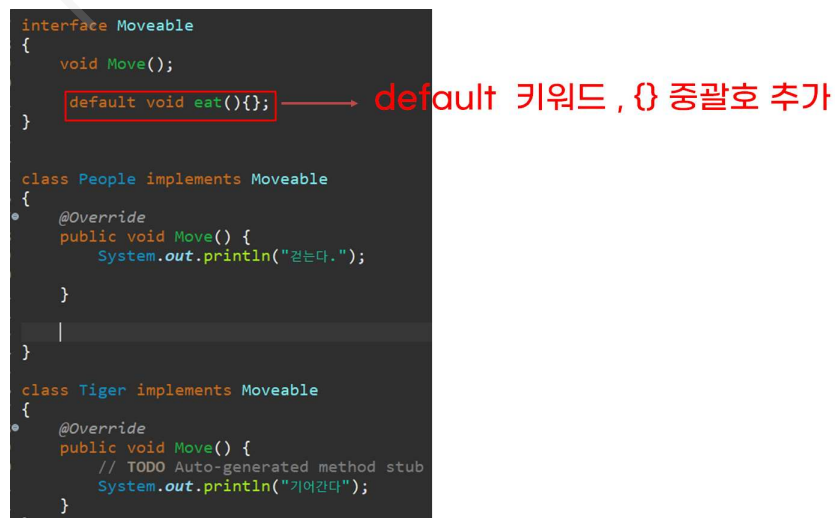 interface Moveable
{
void Move();
default void eat(){};
default 키워드 , {} 중괄호 추가
}
class People implements Moveable
{
@Override
public void Move() {
System.out.println("걷는다.");
}
}
class Tiger implements Moveable
{
@Override
public void Move() {
// TODO Auto-generated method stub
System.out.println("기어간다");
}